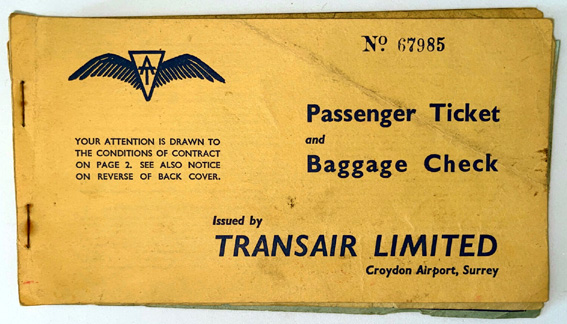 AT
Nº 67985
Passenger Ticket
and
Baggage Check
YOUR ATTENTION IS DRAWN TO
THE CONDITIONS OF CONTRACT
ON PAGE 2. SEE ALSO NOTICE
ON REVERSE OF BACK COVER.
Issued by
TRANSAIR LIMITED
Croydon Airport, Surrey